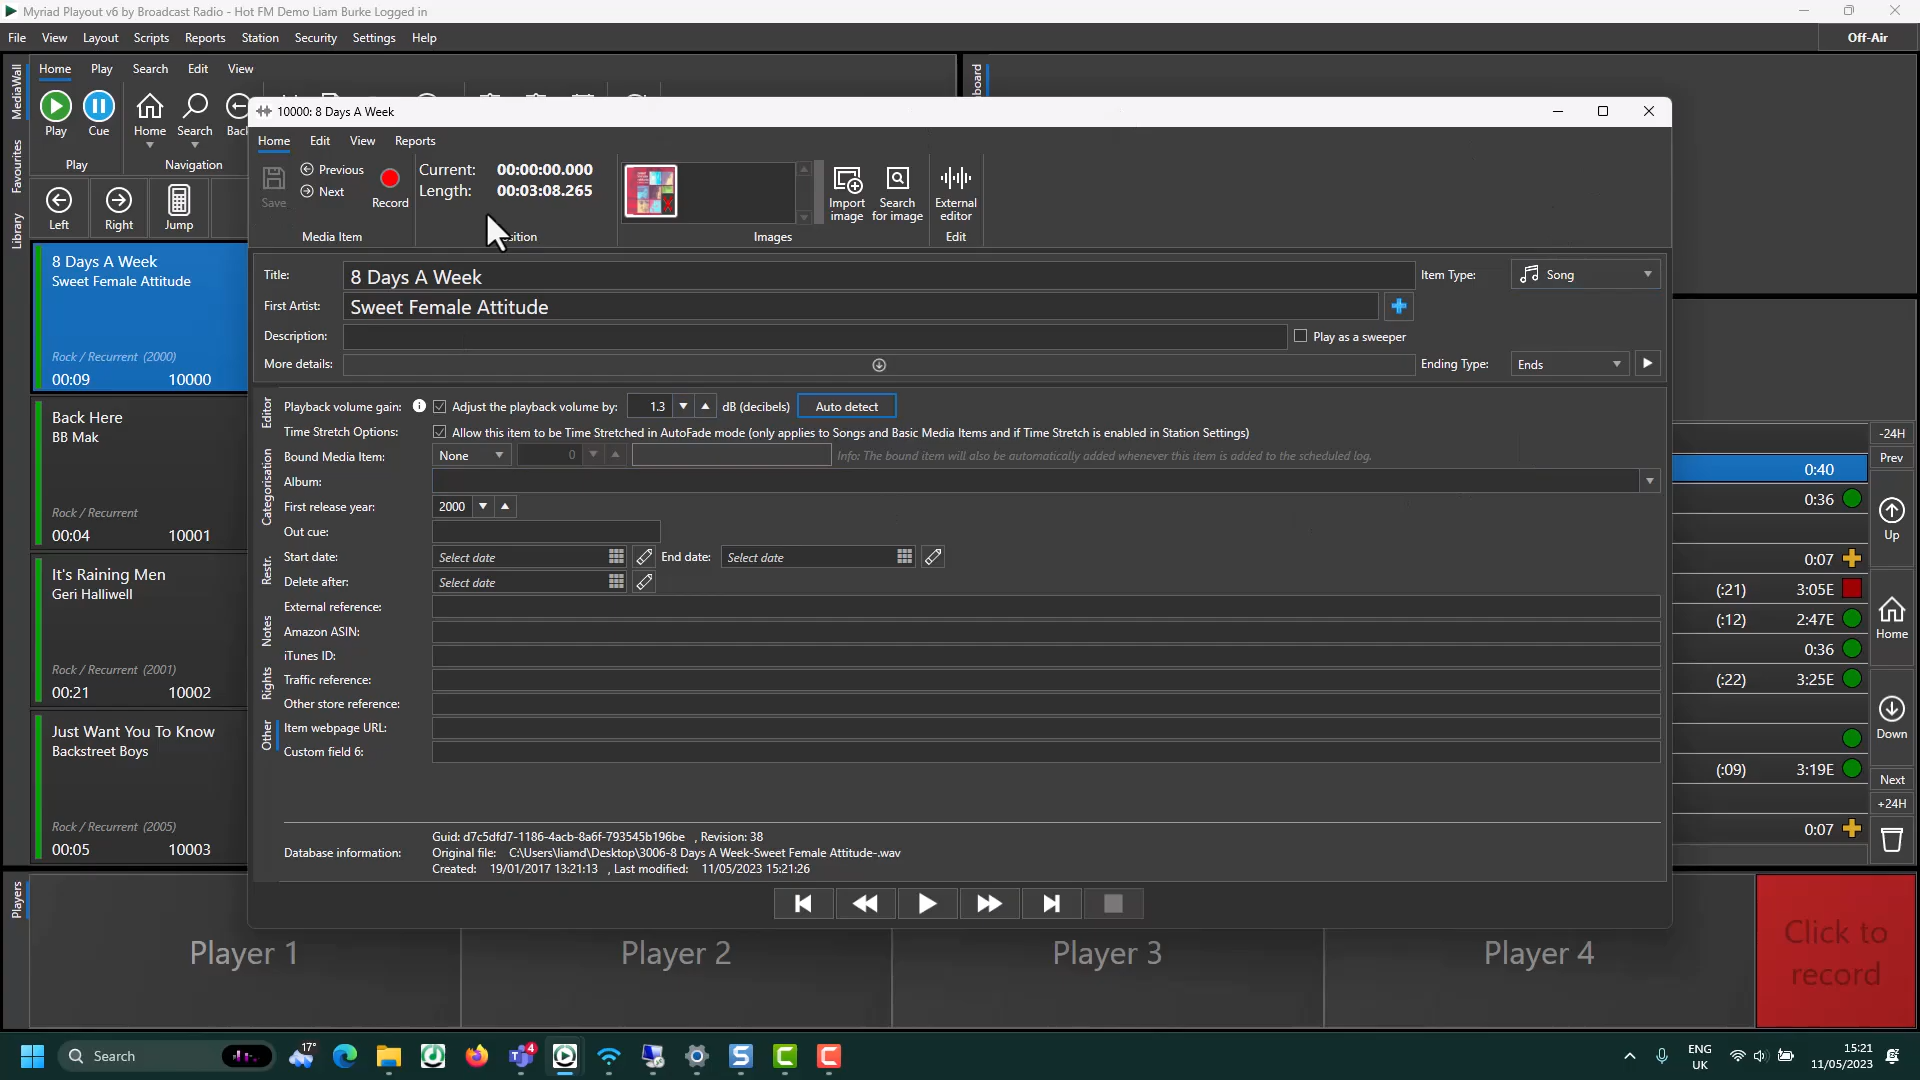 Myriad Playout v6 by Broadcast Radio - Hot FM Demo Liam Burke Logged in
File View Layout Scripts Reports Station Security Settings Help
Off-Air
MediaWall
Favourites
Library
Home Play Search Edit View
Play Cue Home Search Back
Play Navigation
Left Right Jump
8 Days A Week
Sweet Female Attitude
Rock / Recurrent (2000)
00:09 10000
Back Here
BB Mak
Rock / Recurrent
00:04 10001
It's Raining Men
Geri Halliwell
Rock / Recurrent (2001)
00:21 10002
Just Want You To Know
Backstreet Boys
Rock / Recurrent (2005)
00:05 10003
10000: 8 Days A Week
Home Edit View Reports
Save
Previous
Next
Record
Media Item
Current: 00:00:00.000
Length: 00:03:08.265
Images
Import image
Search for image
External editor
Edit
Title: 8 Days A Week
Item Type: Song
First Artist: Sweet Female Attitude
Description:
Play as a sweeper
More details:
Ending Type: Ends
Editor
Categorisation
Restr.
Notes
Rights
Other
Playback volume gain: Adjust the playback volume by: 1.3 dB (decibels) Auto detect
Time Stretch Options: Allow this item to be Time Stretched in AutoFade mode (only applies to Songs and Basic Media Items and if Time Stretch is enabled in Station Settings)
Bound Media Item: None 0 Info: The bound item will also be automatically added whenever this item is added to the scheduled log.
Album:
First release year: 2000
Out cue:
Start date: Select date End date: Select date
Delete after: Select date
External reference:
Amazon ASIN:
iTunes ID:
Traffic reference:
Other store reference:
Item webpage URL:
Custom field 6:
Database information:
Guid: d7c5dfd7-1186-4acb-8a6f-793545b196be , Revision: 38
Original file: C:\Users\liamd\Desktop\3006-8 Days A Week-Sweet Female Attitude-.wav
Created: 19/01/2017 13:21:13 , Last modified: 11/05/2023 15:21:26
0:40
0:36
0:07
(:21) 3:05E
(:12) 2:47E
0:36
(:22) 3:25E
(:09) 3:19E
0:07
-24H
Prev
Up
Home
Down
Next
+24H
Players
Player 1
Player 2
Player 3
Player 4
Click to record
Search
17°
4
ENG
UK
15:21
11/05/2023